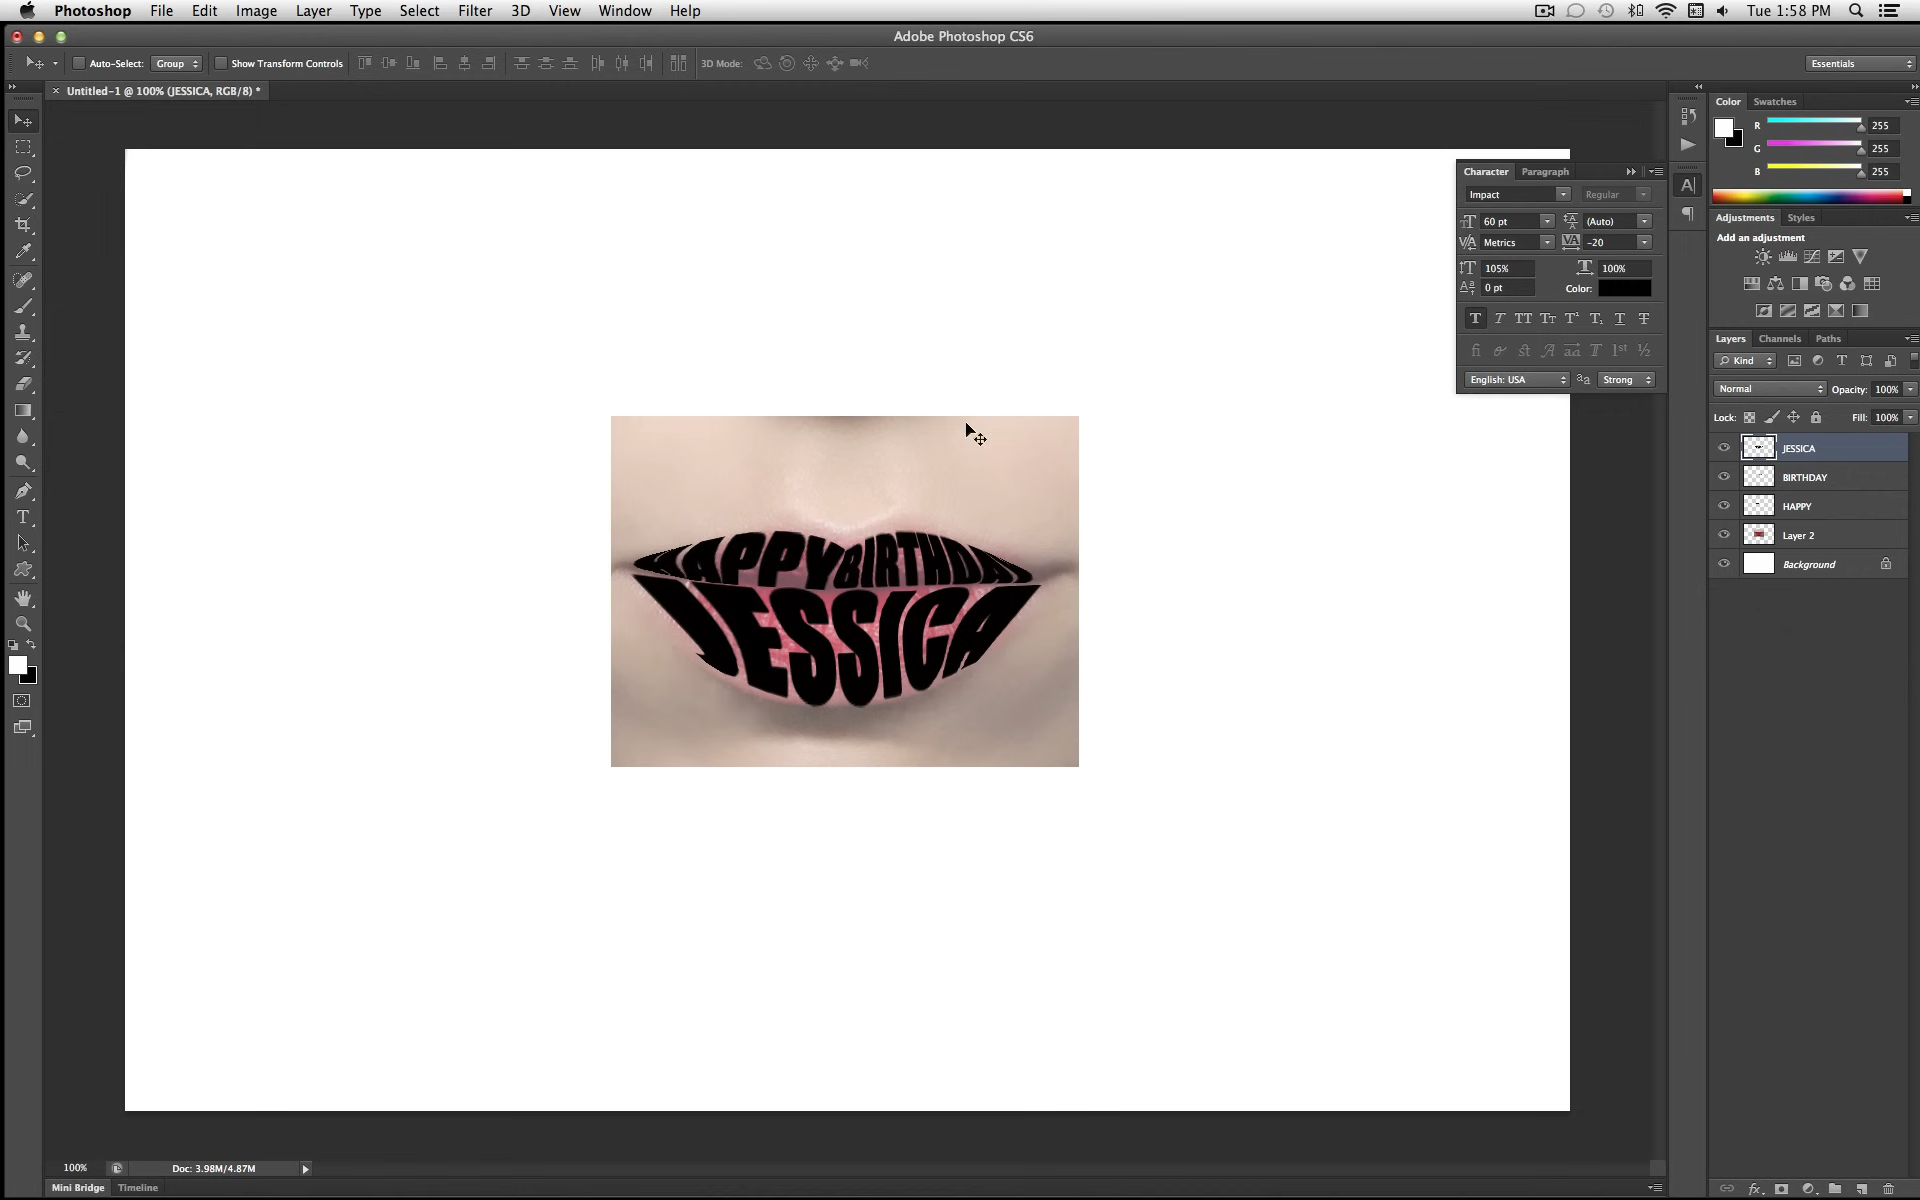 Photoshop File Edit Image Layer Type Select Filter 3D View Window Help Tue 1:58 PM
Adobe Photoshop CS6
Auto-Select: Group Show Transform Controls 3D Mode: Essentials
Untitled-1 @ 100% (JESSICA, RGB/8) *
Color Swatches
R 255
G 255
B 255
Character Paragraph
Impact Regular
60 pt (Auto)
Metrics -20
105% 100%
0 pt Color:
English: USA Strong
Adjustments Styles
Add an adjustment
Layers Channels Paths
Kind
Normal Opacity: 100%
Lock: Fill: 100%
JESSICA
BIRTHDAY
HAPPY
Layer 2
Background
HAPPY BIRTHDAY
JESSICA
100% Doc: 3.98M/4.87M
Mini Bridge Timeline